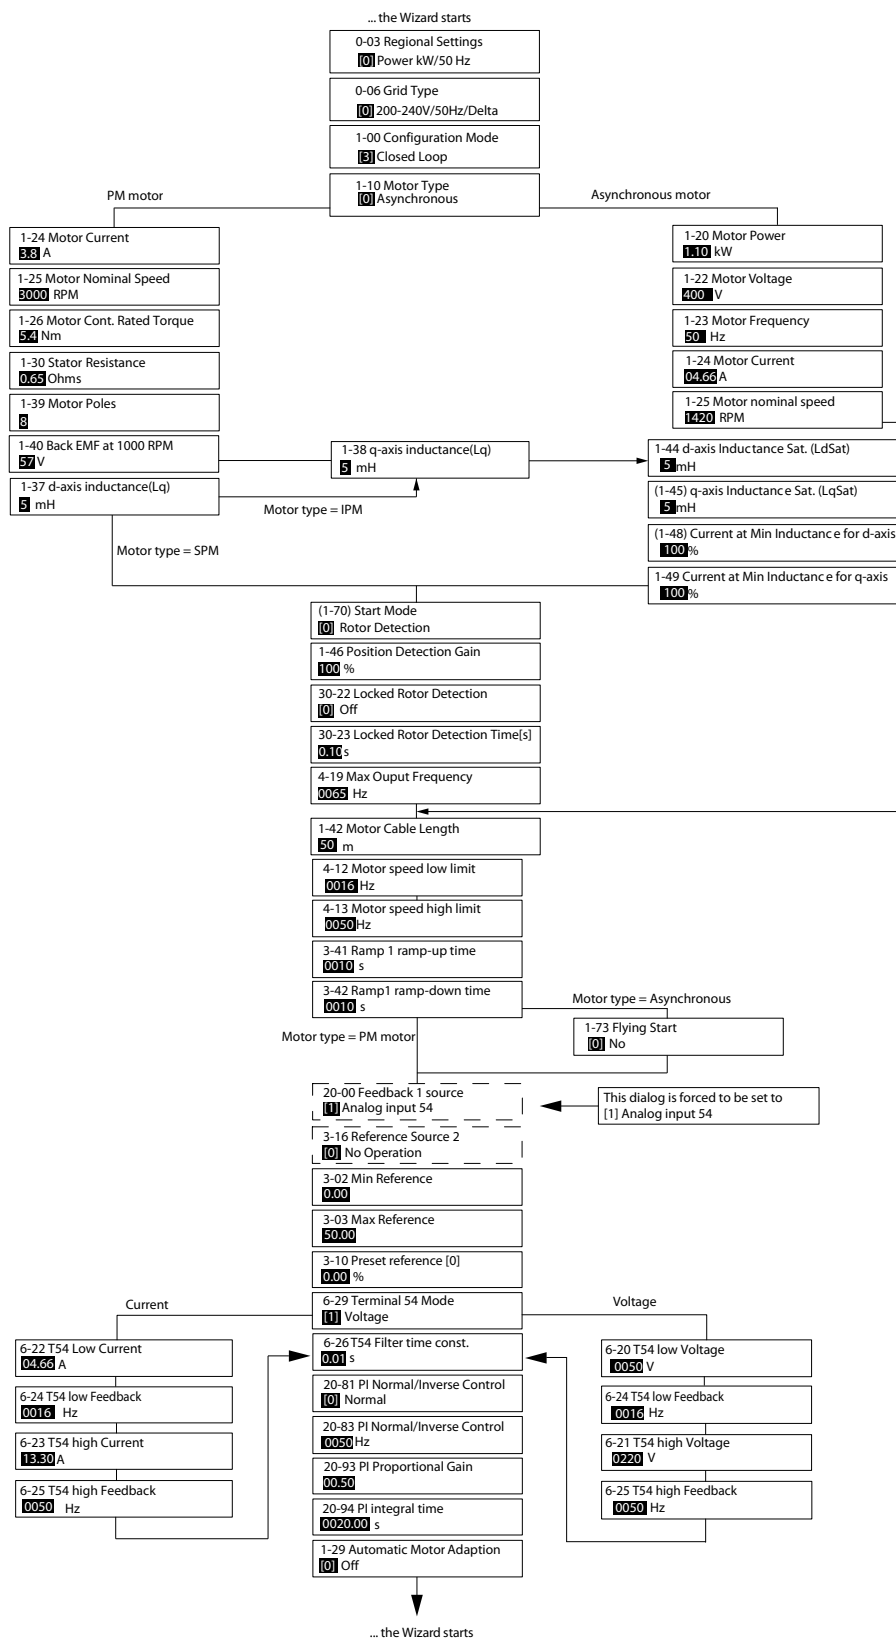 ... the Wizard starts
0-03 Regional Settings
[0] Power kW/50 Hz
0-06 Grid Type
[0] 200-240V/50Hz/Delta
1-00 Configuration Mode
[3] Closed Loop
1-10 Motor Type
[0] Asynchronous
PM motor
Asynchronous motor
1-24 Motor Current
3.8 A
1-25 Motor Nominal Speed
3000 RPM
1-26 Motor Cont. Rated Torque
5.4 Nm
1-30 Stator Resistance
0.65 Ohms
1-39 Motor Poles
8
1-40 Back EMF at 1000 RPM
57 V
1-37 d-axis inductance(Lq)
5 mH
1-20 Motor Power
1.10 kW
1-22 Motor Voltage
400 V
1-23 Motor Frequency
50 Hz
1-24 Motor Current
04.66 A
1-25 Motor nominal speed
1420 RPM
1-38 q-axis inductance(Lq)
5 mH
Motor type = IPM
Motor type = SPM
1-44 d-axis Inductance Sat. (LdSat)
5 mH
(1-45) q-axis Inductance Sat. (LqSat)
5 mH
(1-48) Current at Min Inductance for d-axis
100 %
1-49 Current at Min Inductance for q-axis
100 %
(1-70) Start Mode
[0] Rotor Detection
1-46 Position Detection Gain
100 %
30-22 Locked Rotor Detection
[0] Off
30-23 Locked Rotor Detection Time[s]
0.10 s
4-19 Max Ouput Frequency
0065 Hz
1-42 Motor Cable Length
50 m
4-12 Motor speed low limit
0016 Hz
4-13 Motor speed high limit
0050 Hz
3-41 Ramp 1 ramp-up time
0010 s
3-42 Ramp1 ramp-down time
0010 s
Motor type = Asynchronous
Motor type = PM motor
1-73 Flying Start
[0] No
20-00 Feedback 1 source
[1] Analog input 54
This dialog is forced to be set to
[1] Analog input 54
3-16 Reference Source 2
[0] No Operation
3-02 Min Reference
0.00
3-03 Max Reference
50.00
3-10 Preset reference [0]
0.00 %
Current
6-29 Terminal 54 Mode
[1] Voltage
Voltage
6-22 T54 Low Current
04.66 A
6-24 T54 low Feedback
0016 Hz
6-23 T54 high Current
13.30 A
6-25 T54 high Feedback
0050 Hz
6-26 T54 Filter time const.
0.01 s
20-81 PI Normal/Inverse Control
[0] Normal
20-83 PI Normal/Inverse Control
0050 Hz
20-93 PI Proportional Gain
00.50
20-94 PI integral time
0020.00 s
1-29 Automatic Motor Adaption
[0] Off
6-20 T54 low Voltage
0050 V
6-24 T54 low Feedback
0016 Hz
6-21 T54 high Voltage
0220 V
6-25 T54 high Feedback
0050 Hz
... the Wizard starts